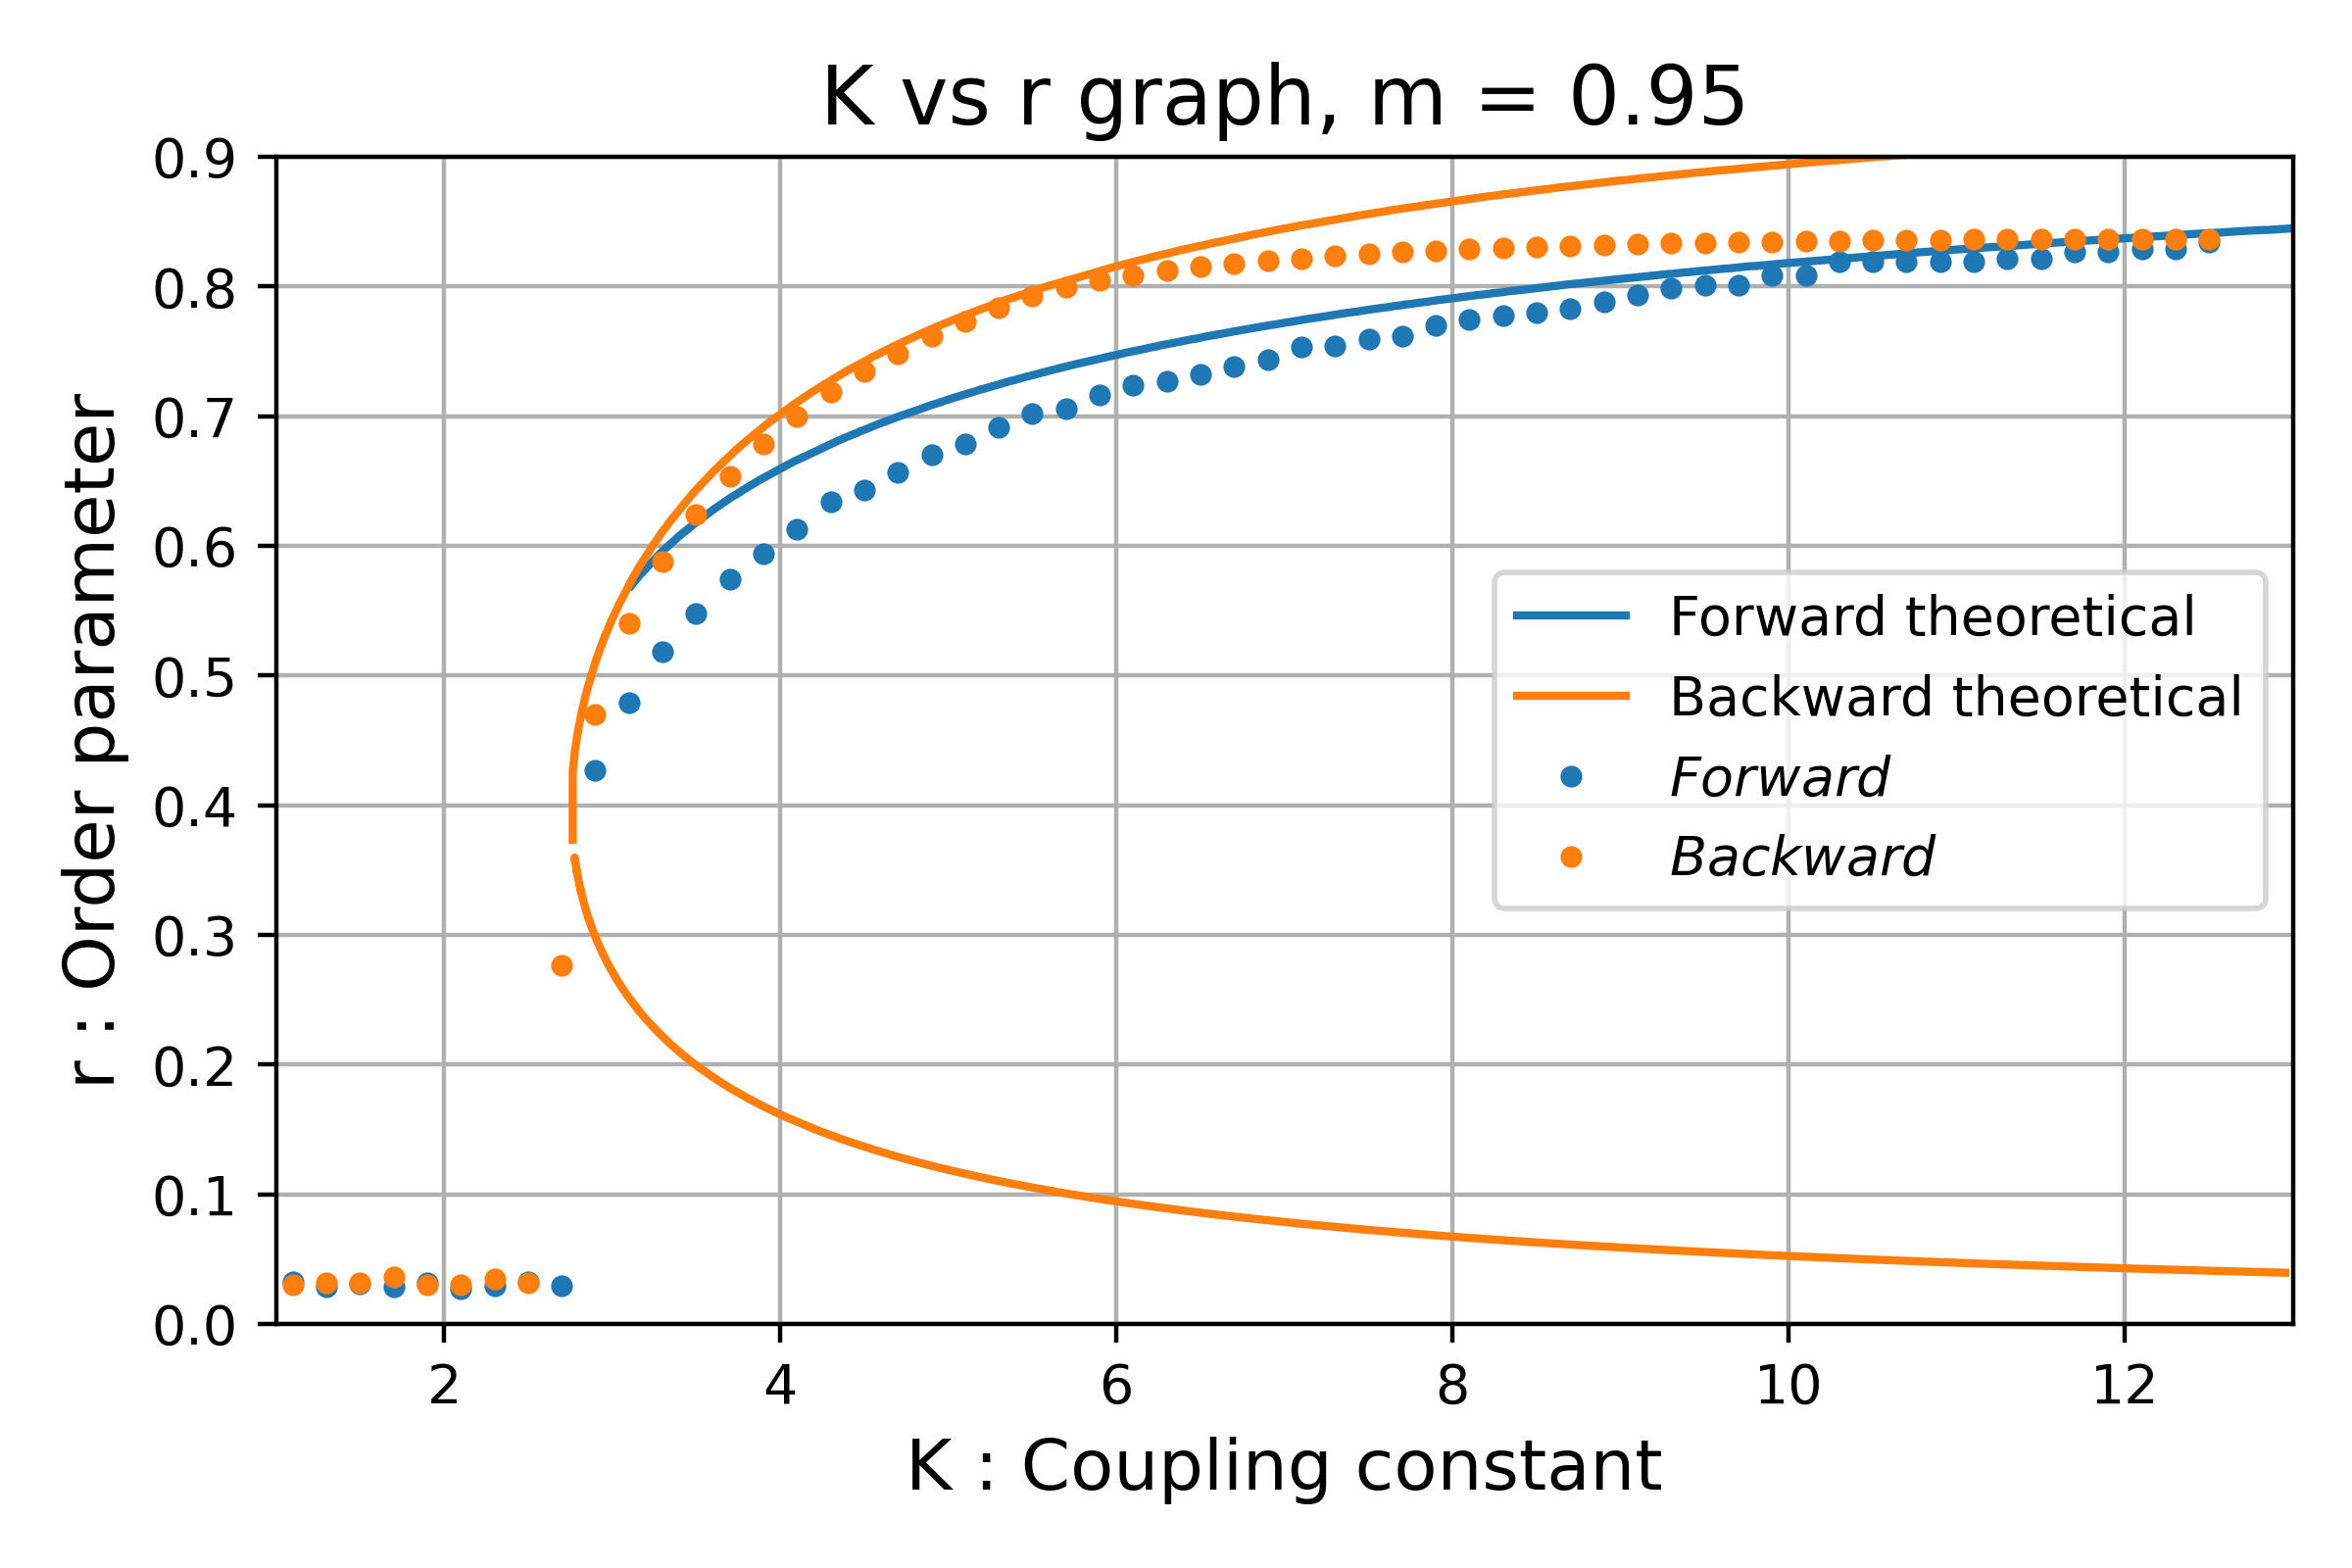 K vs r graph, m = 0.95
0.9
0.8
0.7
0.6
0.5
0.4
0.3
0.2
0.1
0.0
r : Order parameter
Forward theoretical
Backward theoretical
Forward
Backward
2 4 6 8 10 12
K : Coupling constant